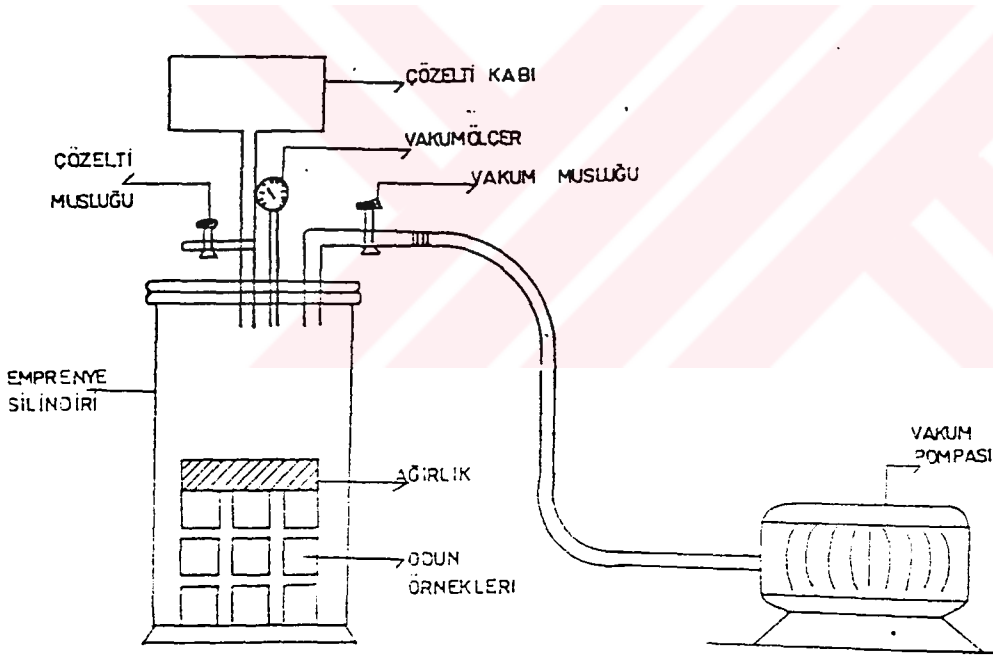 ÇÖZELTİ KABI
VAKUMÖLÇER
ÇÖZELTİ
MUSLUĞU
VAKUM MUSLUĞU
EMPRENYE
SİLİNDİRİ
VAKUM
POMPASI
AĞIRLIK
ODUN
ÖRNEKLERİ